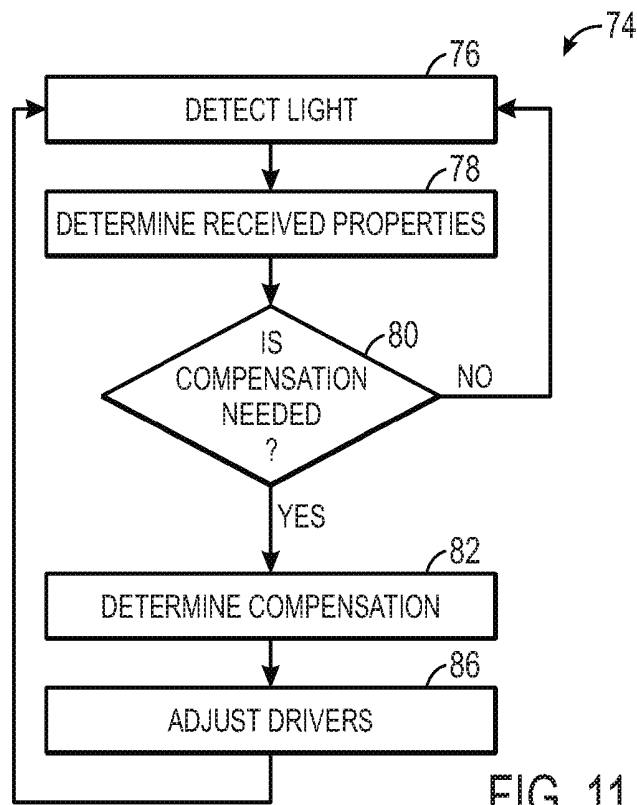 74
76
DETECT LIGHT
78
DETERMINE RECEIVED PROPERTIES
80
IS
COMPENSATION
NEEDED
?
NO
YES
82
DETERMINE COMPENSATION
86
ADJUST DRIVERS
FIG. 11